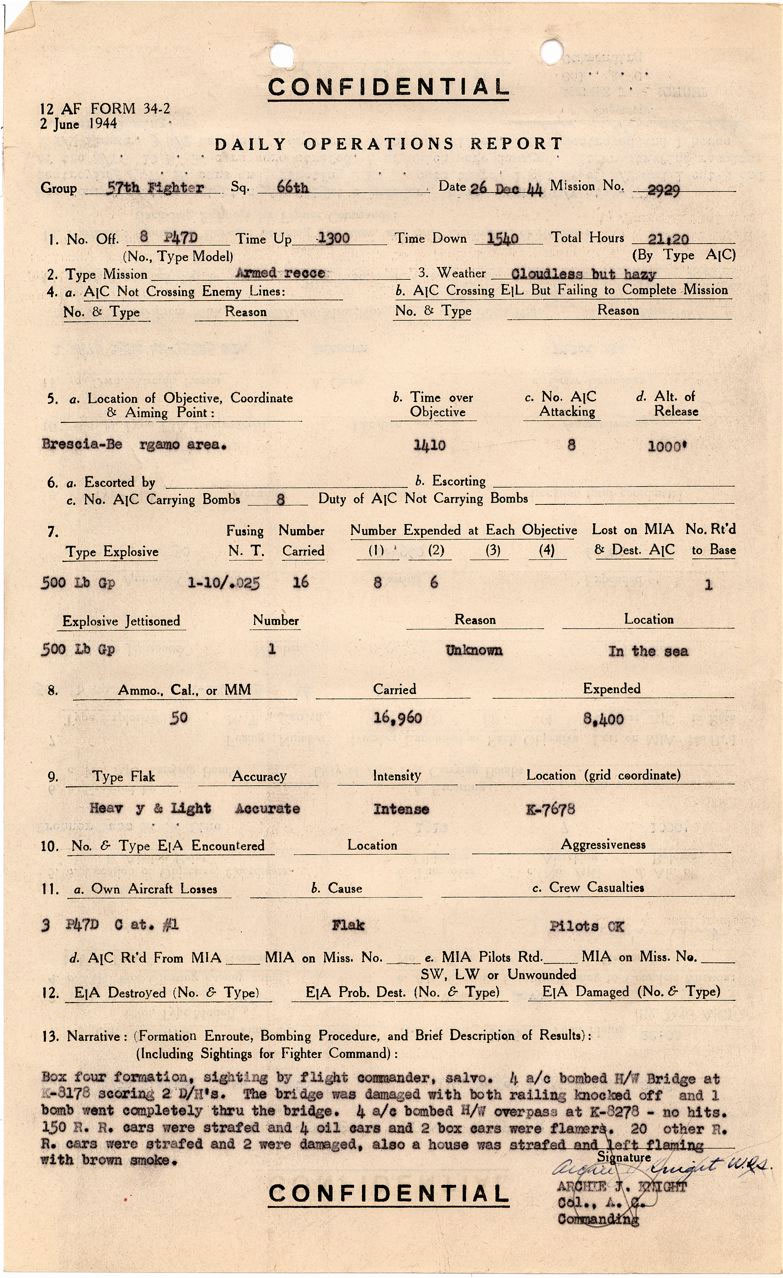 CONFIDENTIAL
12 AF FORM 34-2
2 June 1944
DAILY OPERATIONS REPORT
Group 57th Fighter Sq. 66th Date 26 Dec 44 Mission No. 2929
1. No. Off. 8 P47D Time Up 1300 Time Down 1540 Total Hours 21:20
(No., Type Model) (By Type A|C)
2. Type Mission Armed recce 3. Weather Cloudless but hazy
4. a. A|C Not Crossing Enemy Lines: b. A|C Crossing E|L But Failing to Complete Mission
No. & Type Reason No. & Type Reason
5. a. Location of Objective, Coordinate b. Time over c. No. A|C d. Alt. of
& Aiming Point: Objective Attacking Release
Brescia-Be rgamo area. 1410 8 1000'
6. a. Escorted by b. Escorting
c. No. A|C Carrying Bombs 8 Duty of A|C Not Carrying Bombs
7. Fusing Number Number Expended at Each Objective Lost on MIA No. Rt'd
Type Explosive N. T. Carried (1) (2) (3) (4) & Dest. A|C to Base
500 Lb Gp 1-10/.025 16 8 6 1
Explosive Jettisoned Number Reason Location
500 Lb Gp 1 Unknown In the sea
8. Ammo., Cal., or MM Carried Expended
50 16,960 8,400
9. Type Flak Accuracy Intensity Location (grid coordinate)
Heav y & Light Accurate Intense K-7678
10. No. & Type E|A Encountered Location Aggressiveness
11. a. Own Aircraft Losses b. Cause c. Crew Casualties
3 P47D C at. #1 Flak Pilots OK
d. A|C Rt'd From MIA MIA on Miss. No. e. MIA Pilots Rtd. MIA on Miss. No.
SW, LW or Unwounded
12. E|A Destroyed (No. & Type) E|A Prob. Dest. (No. & Type) E|A Damaged (No. & Type)
13. Narrative: (Formation Enroute, Bombing Procedure, and Brief Description of Results):
(Including Sightings for Fighter Command):
Box four formation, sighting by flight commander, salvo. 4 a/c bombed H/W Bridge at
K-8178 scoring 2 D/H's. The bridge was damaged with both railing knocked off and 1
bomb went completely thru the bridge. 4 a/c bombed H/W overpass at K-8278 - no hits.
150 R. R. cars were strafed and 4 oil cars and 2 box cars were flamers. 20 other R.
R. cars were strafed and 2 were damaged, also a house was strafed and left flaming
with brown smoke.
Signature
Archie J Knight
ARCHIE J. KNIGHT
Col., A. C.
Commanding
CONFIDENTIAL